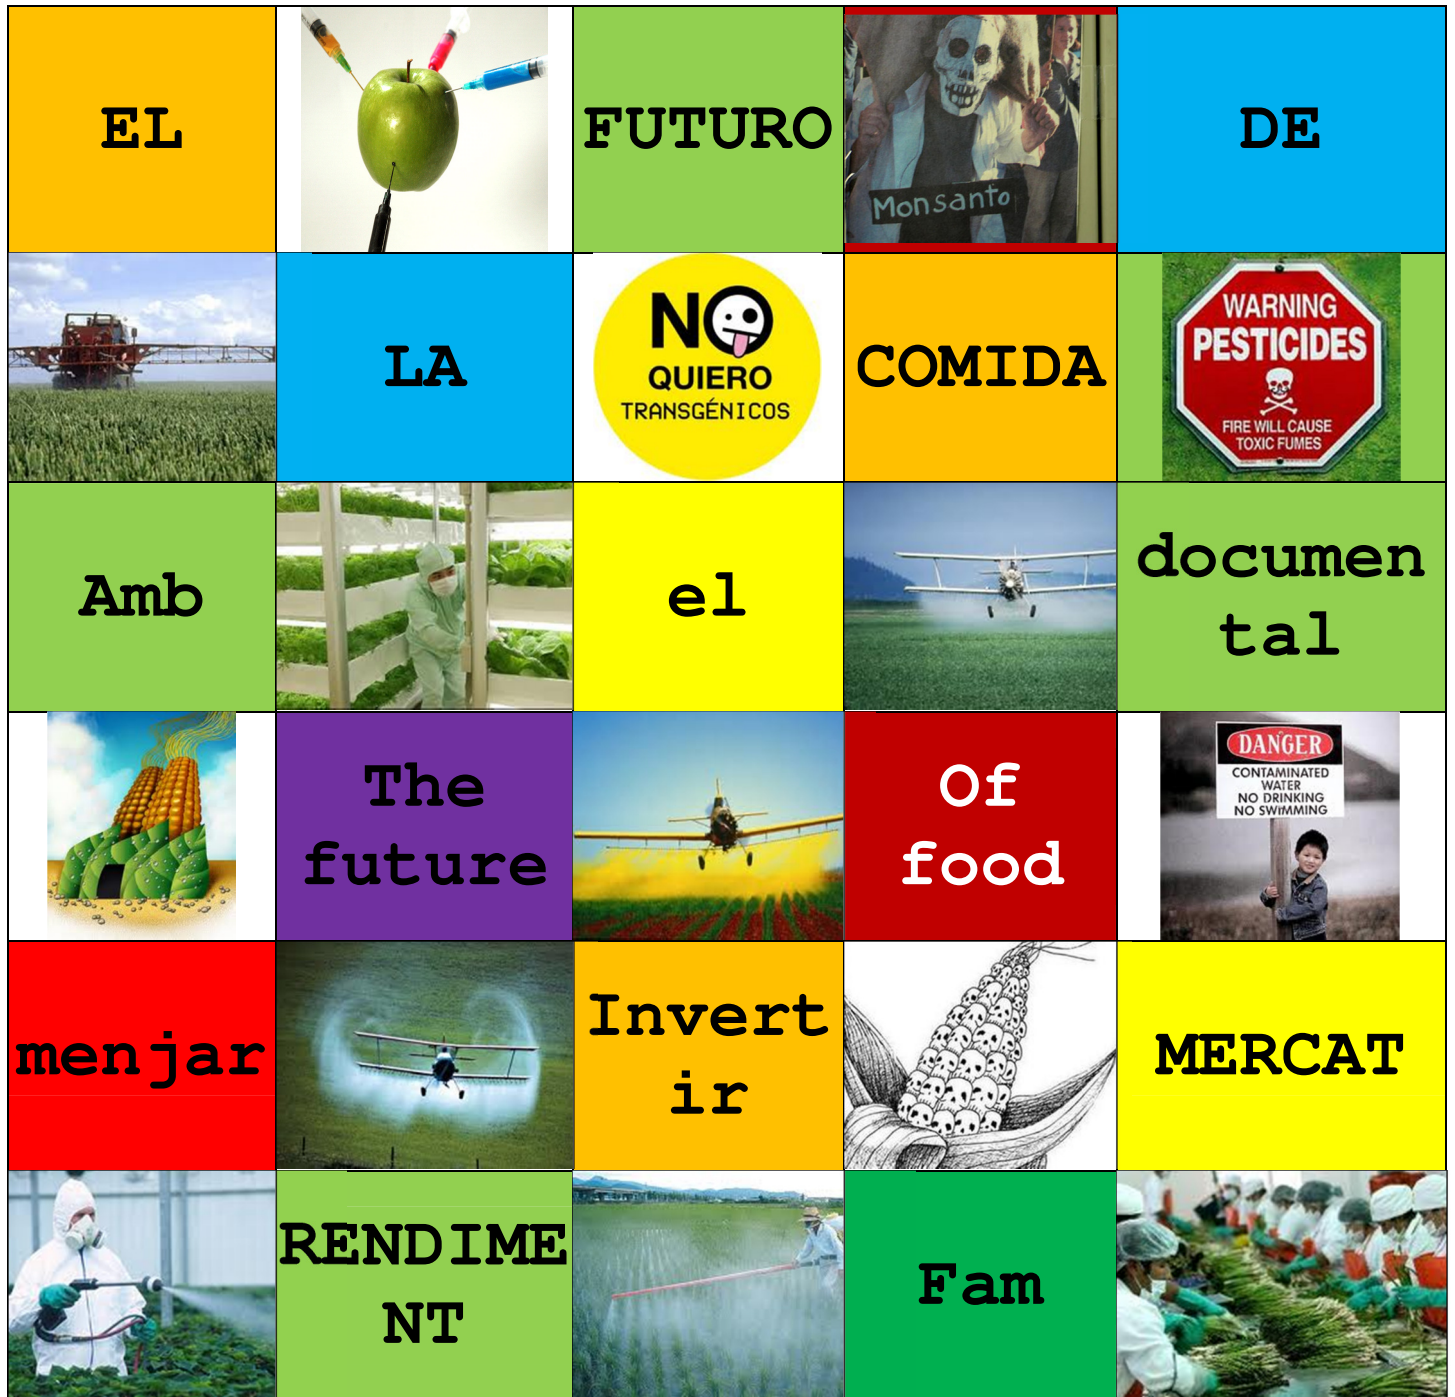 EL
FUTURO
Monsanto
DE
LA
NO
QUIERO
TRANSGÉNICOS
COMIDA
WARNING
PESTICIDES
FIRE WILL CAUSE
TOXIC FUMES
Amb
el
documen
tal
The
future
Of
food
DANGER
CONTAMINATED
WATER
NO DRINKING
NO SWIMMING
menjar
Invert
ir
MERCAT
RENDIME
NT
Fam